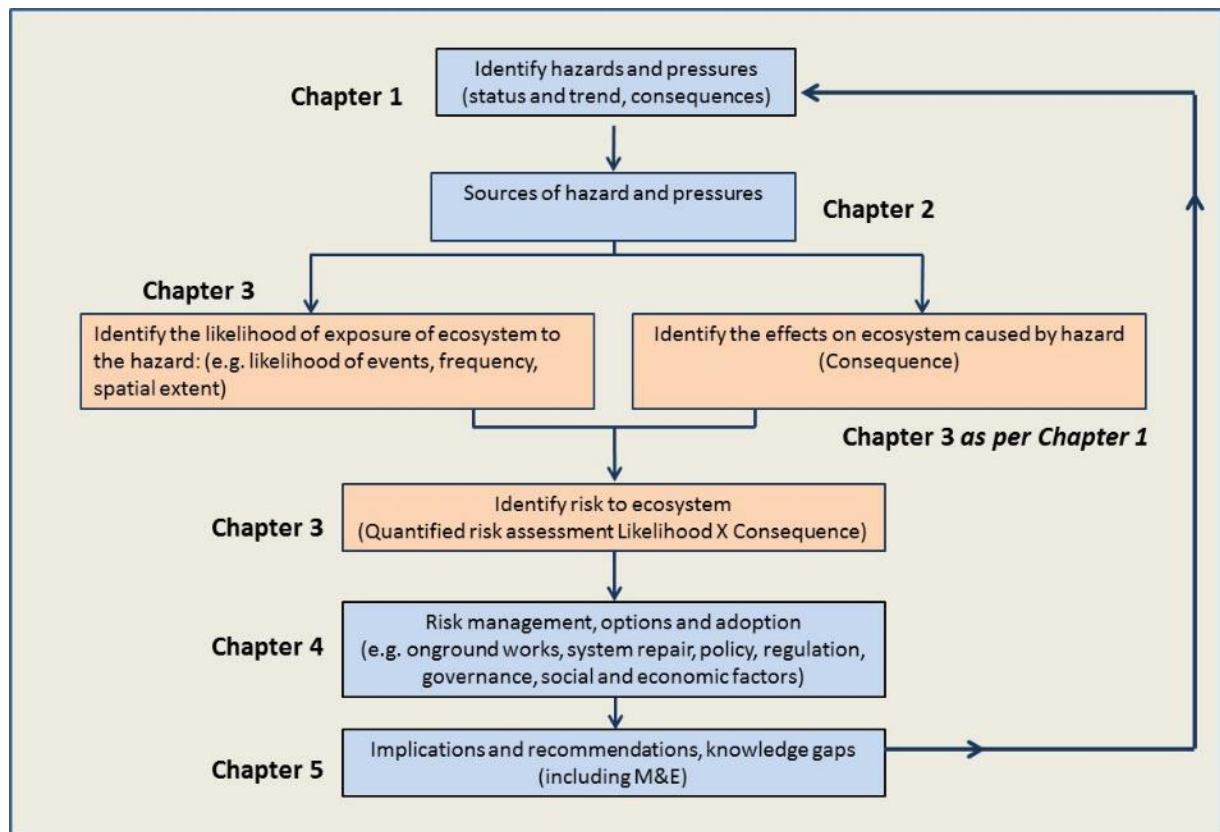 Identify hazards and pressures
(status and trend, consequences)
Chapter 1
Sources of hazard and pressures
Chapter 2
Chapter 3
Identify the likelihood of exposure of ecosystem to
the hazard: (e.g. likelihood of events, frequency,
spatial extent)
Identify the effects on ecosystem caused by hazard
(Consequence)
Chapter 3 as per Chapter 1
Identify risk to ecosystem
(Quantified risk assessment Likelihood X Consequence)
Chapter 3
Risk management, options and adoption
(e.g. onground works, system repair, policy, regulation,
governance, social and economic factors)
Chapter 4
Implications and recommendations, knowledge gaps
(including M&E)
Chapter 5